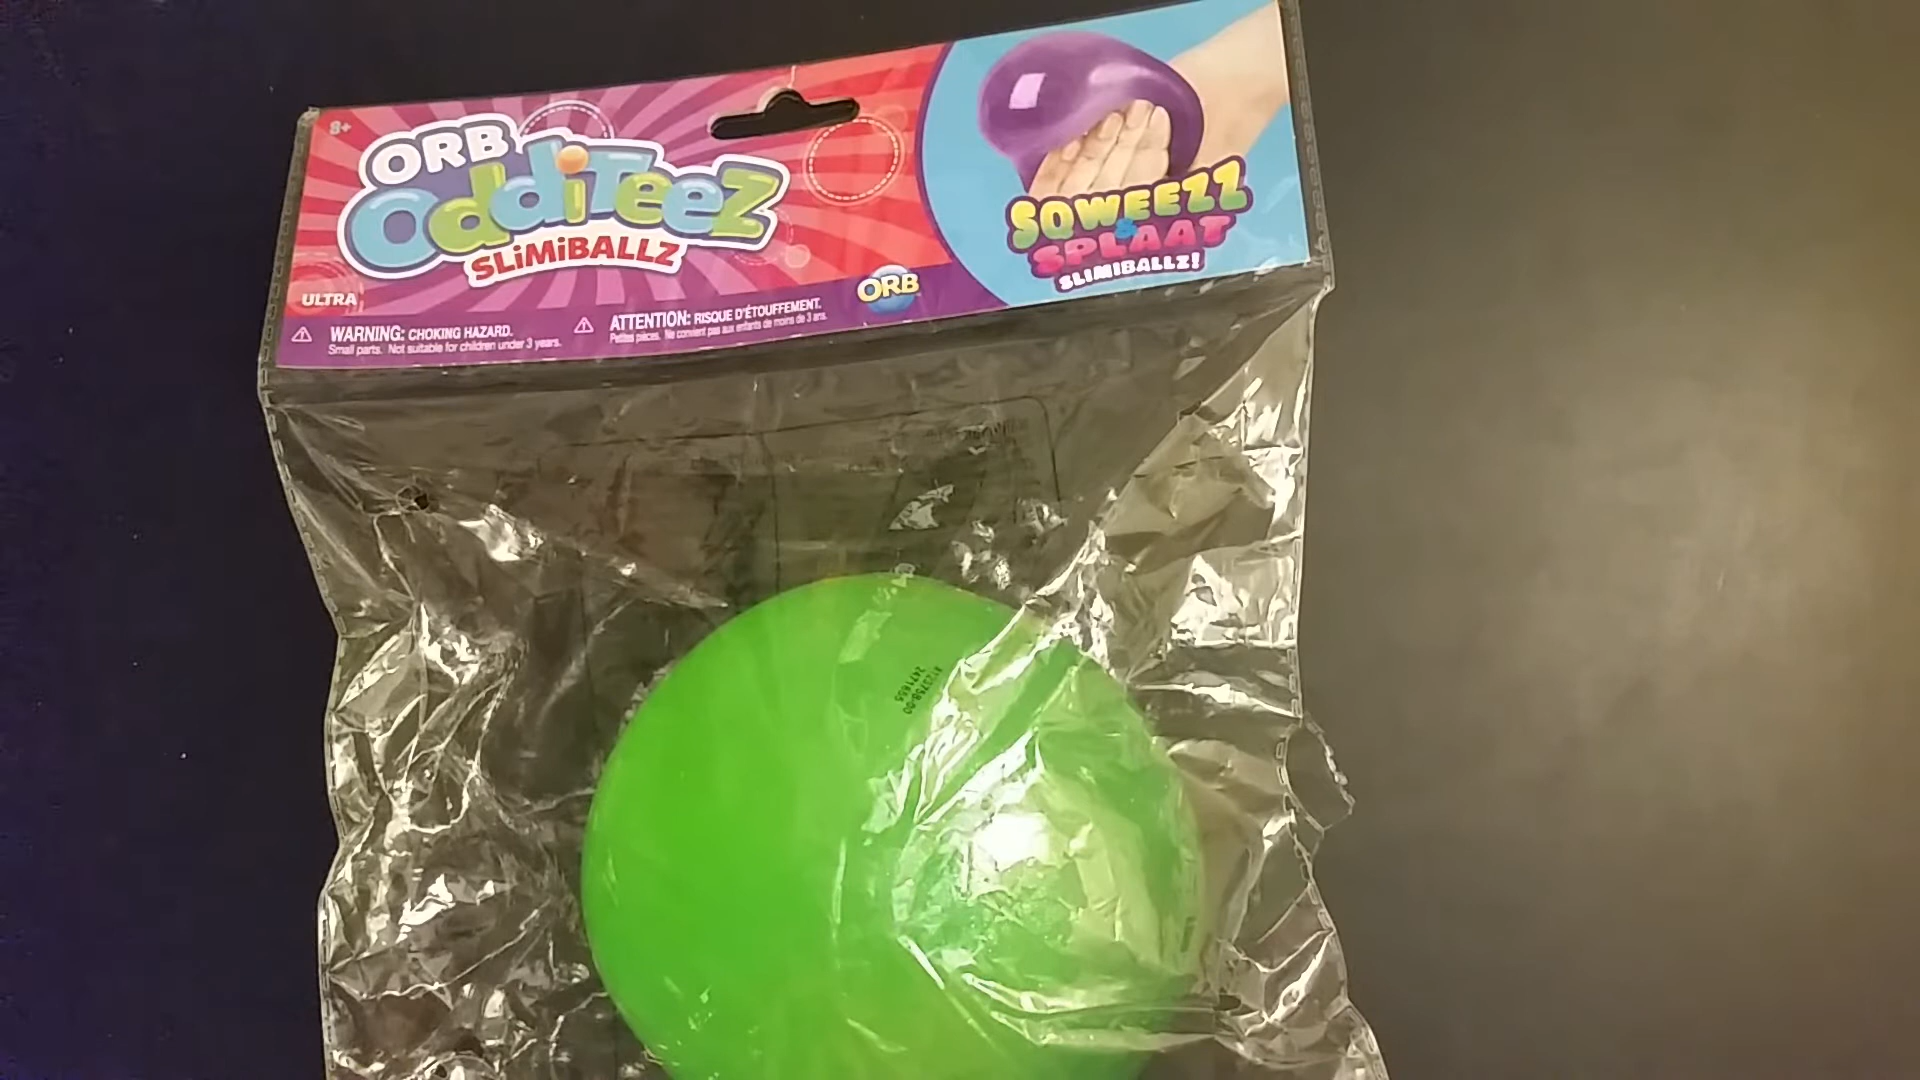 8+
ORB
OddiTeeZ
SLiMiBALLZ
ULTRA
WARNING: CHOKING HAZARD.
Small parts. Not suitable for children under 3 years.
ATTENTION: RISQUE D'ÉTOUFFEMENT.
Petites pièces. Ne convient pas aux enfants de moins de 3 ans.
ORB
SQWEEZZ
&
SPLAAT
SLIMIBALLZ!
2471655